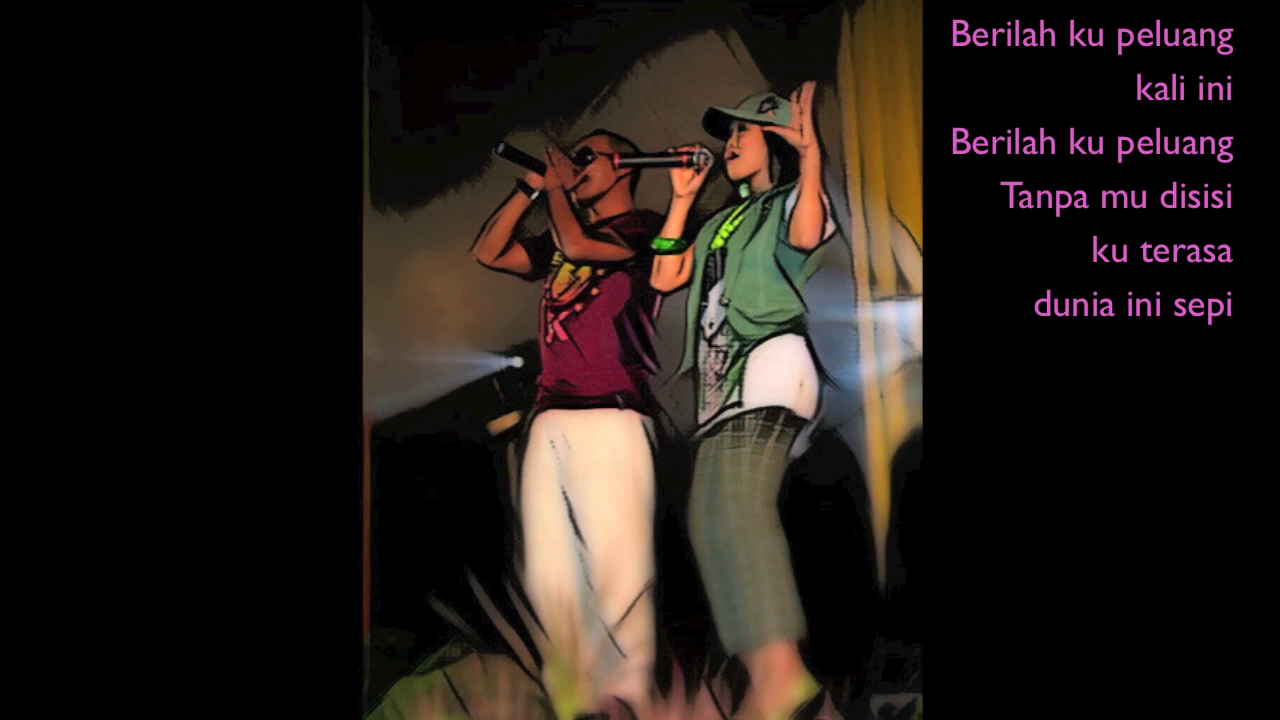 Berilah ku peluang
kali ini
Berilah ku peluang
Tanpa mu disisi
ku terasa
dunia ini sepi